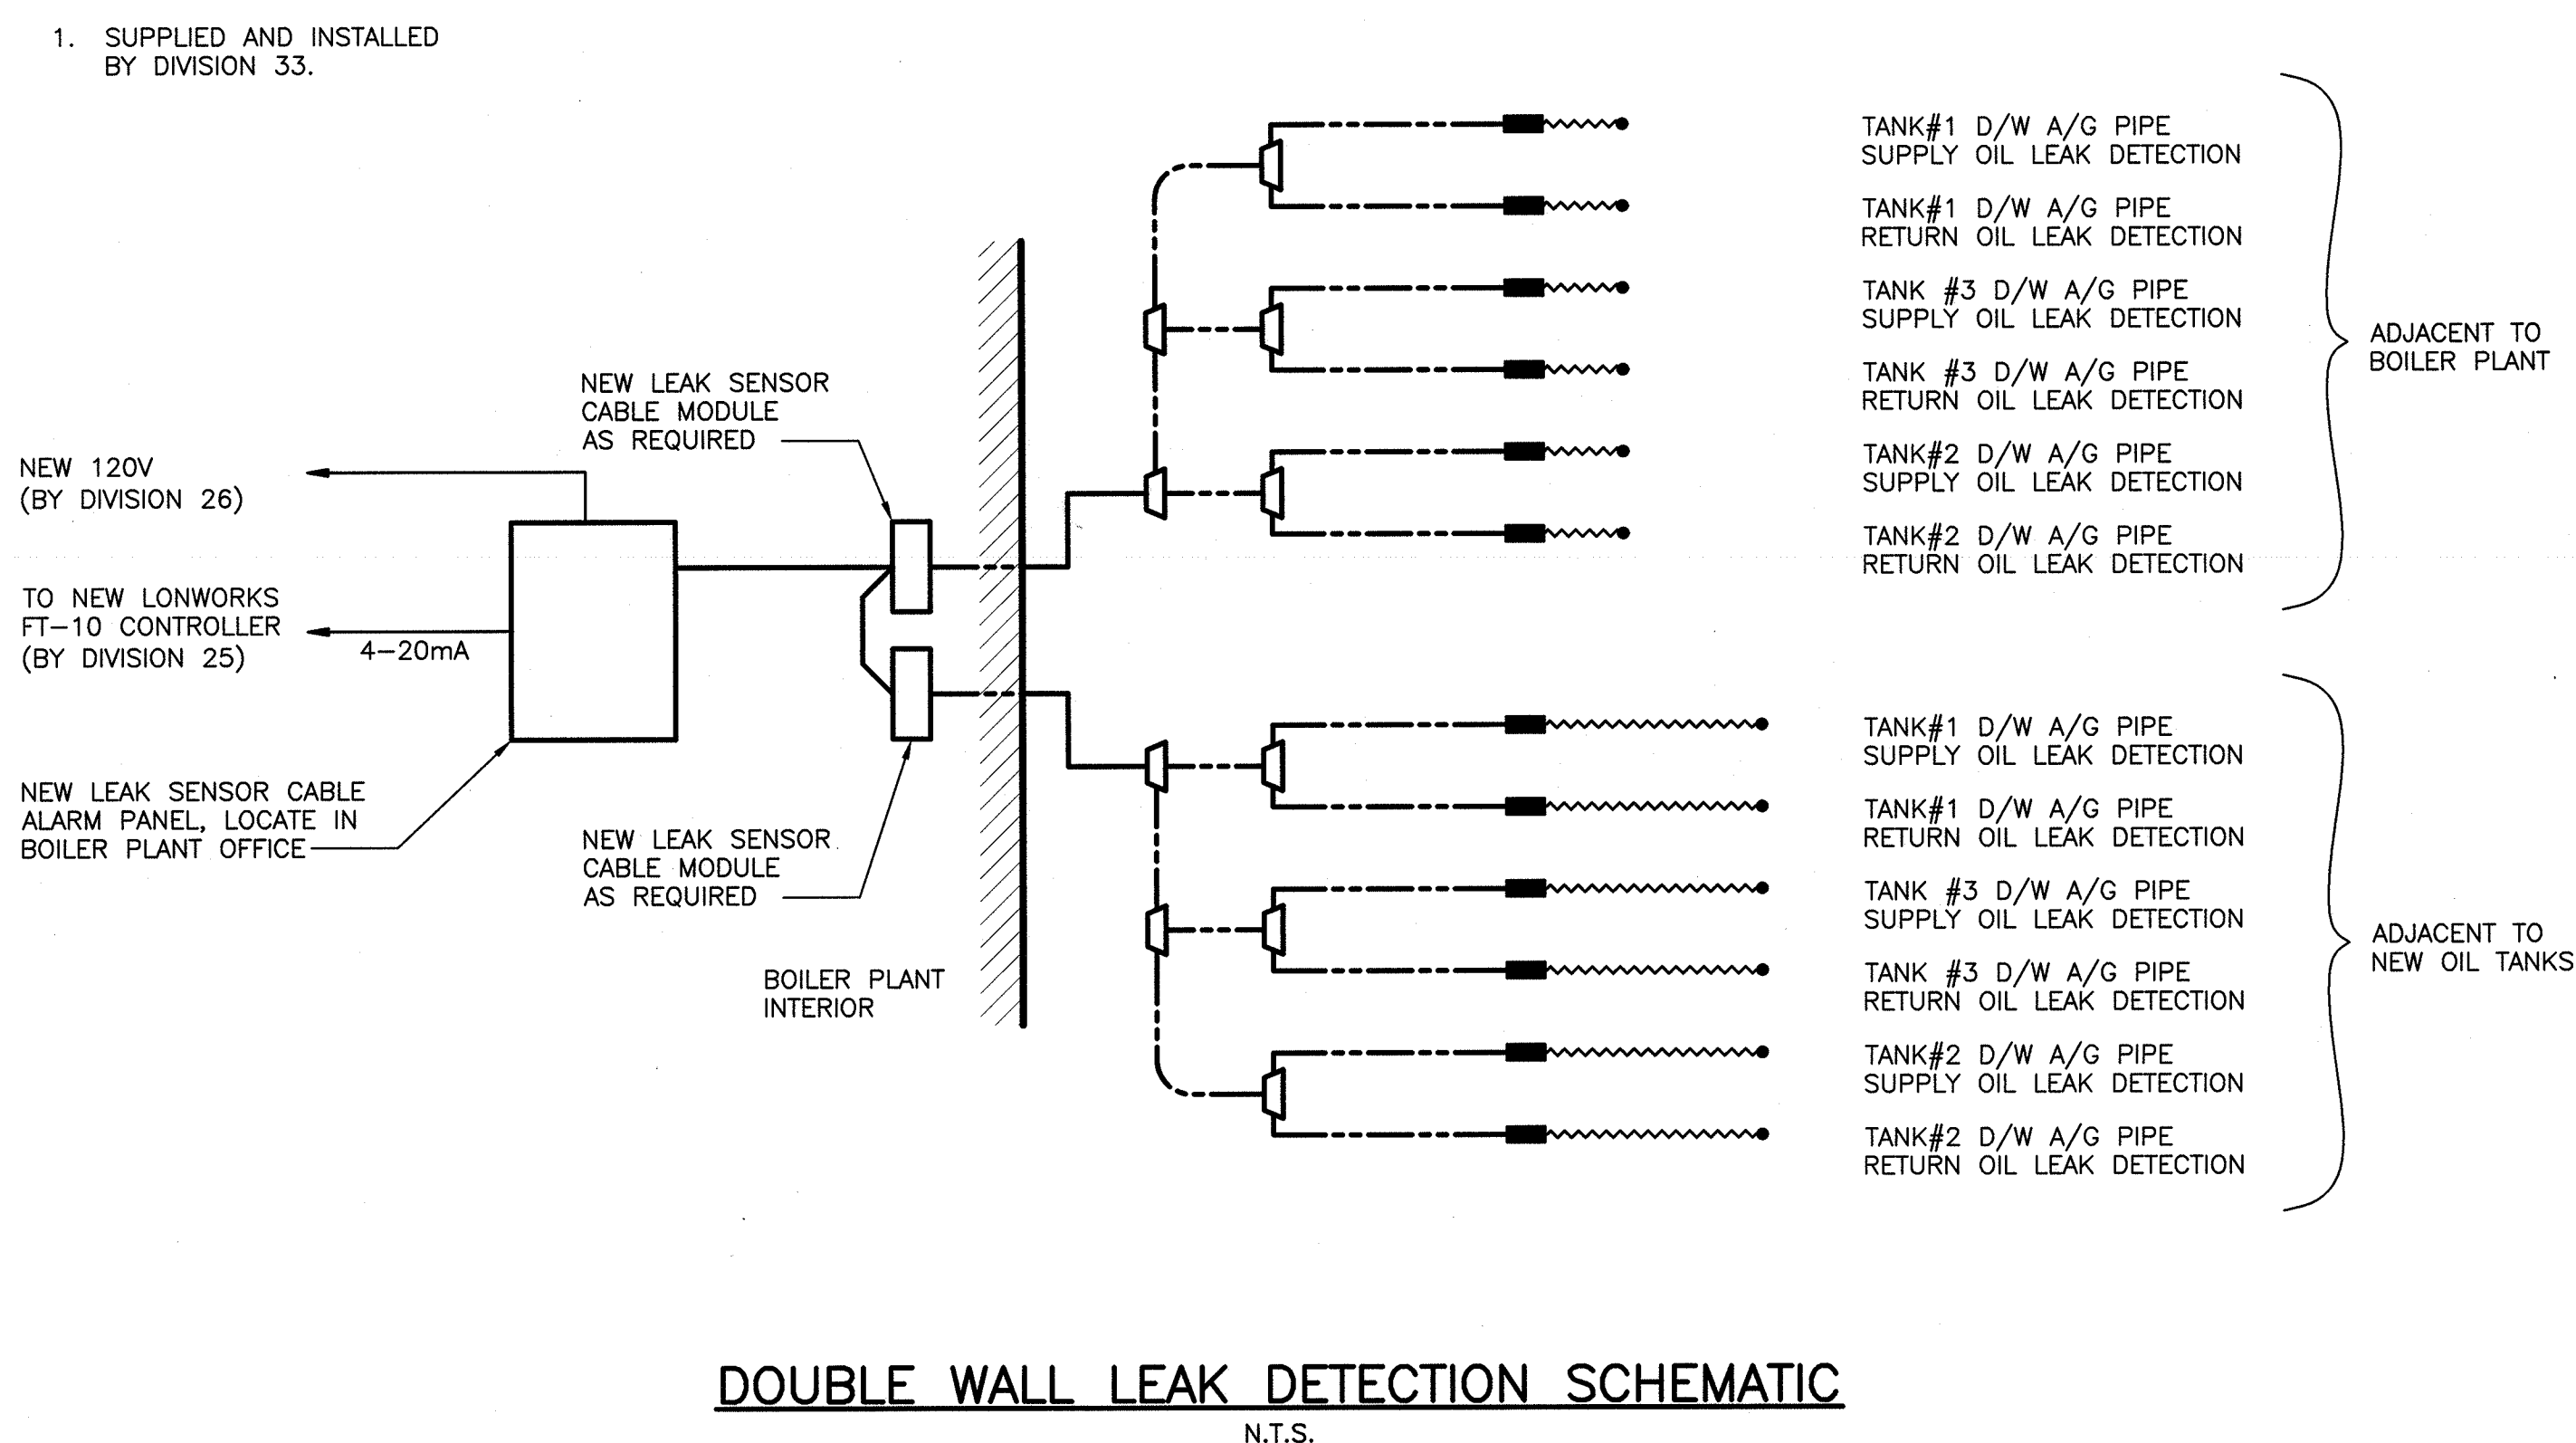 1. SUPPLIED AND INSTALLED
BY DIVISION 33.
TANK#1 D/W A/G PIPE
SUPPLY OIL LEAK DETECTION
TANK#1 D/W A/G PIPE
RETURN OIL LEAK DETECTION
TANK #3 D/W A/G PIPE
SUPPLY OIL LEAK DETECTION
TANK #3 D/W A/G PIPE
RETURN OIL LEAK DETECTION
TANK#2 D/W A/G PIPE
SUPPLY OIL LEAK DETECTION
TANK#2 D/W A/G PIPE
RETURN OIL LEAK DETECTION
ADJACENT TO
BOILER PLANT
NEW LEAK SENSOR
CABLE MODULE
AS REQUIRED
NEW 120V
(BY DIVISION 26)
TO NEW LONWORKS
FT-10 CONTROLLER
(BY DIVISION 25)
4-20mA
NEW LEAK SENSOR CABLE
ALARM PANEL, LOCATE IN
BOILER PLANT OFFICE
NEW LEAK SENSOR
CABLE MODULE
AS REQUIRED
BOILER PLANT
INTERIOR
TANK#1 D/W A/G PIPE
SUPPLY OIL LEAK DETECTION
TANK#1 D/W A/G PIPE
RETURN OIL LEAK DETECTION
TANK #3 D/W A/G PIPE
SUPPLY OIL LEAK DETECTION
TANK #3 D/W A/G PIPE
RETURN OIL LEAK DETECTION
TANK#2 D/W A/G PIPE
SUPPLY OIL LEAK DETECTION
TANK#2 D/W A/G PIPE
RETURN OIL LEAK DETECTION
ADJACENT TO
NEW OIL TANKS
DOUBLE WALL LEAK DETECTION SCHEMATIC
N.T.S.